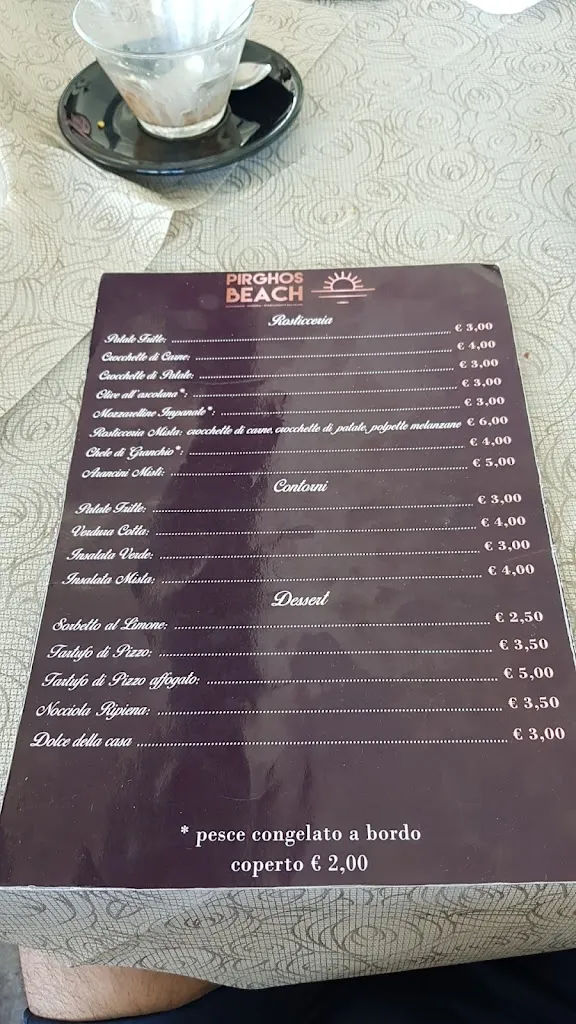 PIRGHOS
BEACH
Rosticceria
Patate Fritte: € 3,00
Crocchette di Carne: € 4,00
Crocchette di Patate: € 3,00
Olive all'ascolana*: € 3,00
Mozzarelline Impanate*: € 3,00
Rosticceria Mista: crocchette di carne, crocchette di patate, polpette melanzane € 6,00
Chele di Granchio*: € 4,00
Arancini Misti: € 5,00
Contorni
Patate Fritte: € 3,00
Verdura Cotta: € 4,00
Insalata Verde: € 3,00
Insalata Mista: € 4,00
Dessert
Sorbetto al Limone: € 2,50
Tartufo di Pizzo: € 3,50
Tartufo di Pizzo affogato: € 5,00
Nocciola Ripiena: € 3,50
Dolce della casa € 3,00
* pesce congelato a bordo
coperto € 2,00